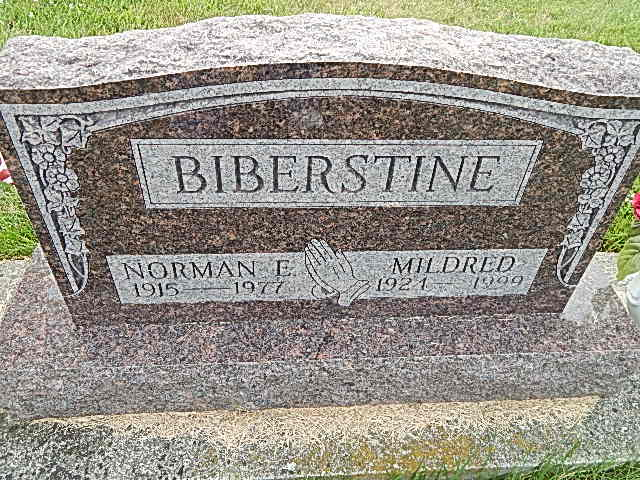 BIBERSTINE
NORMAN E. MILDRED
1915 — 1977 1924 — 1999